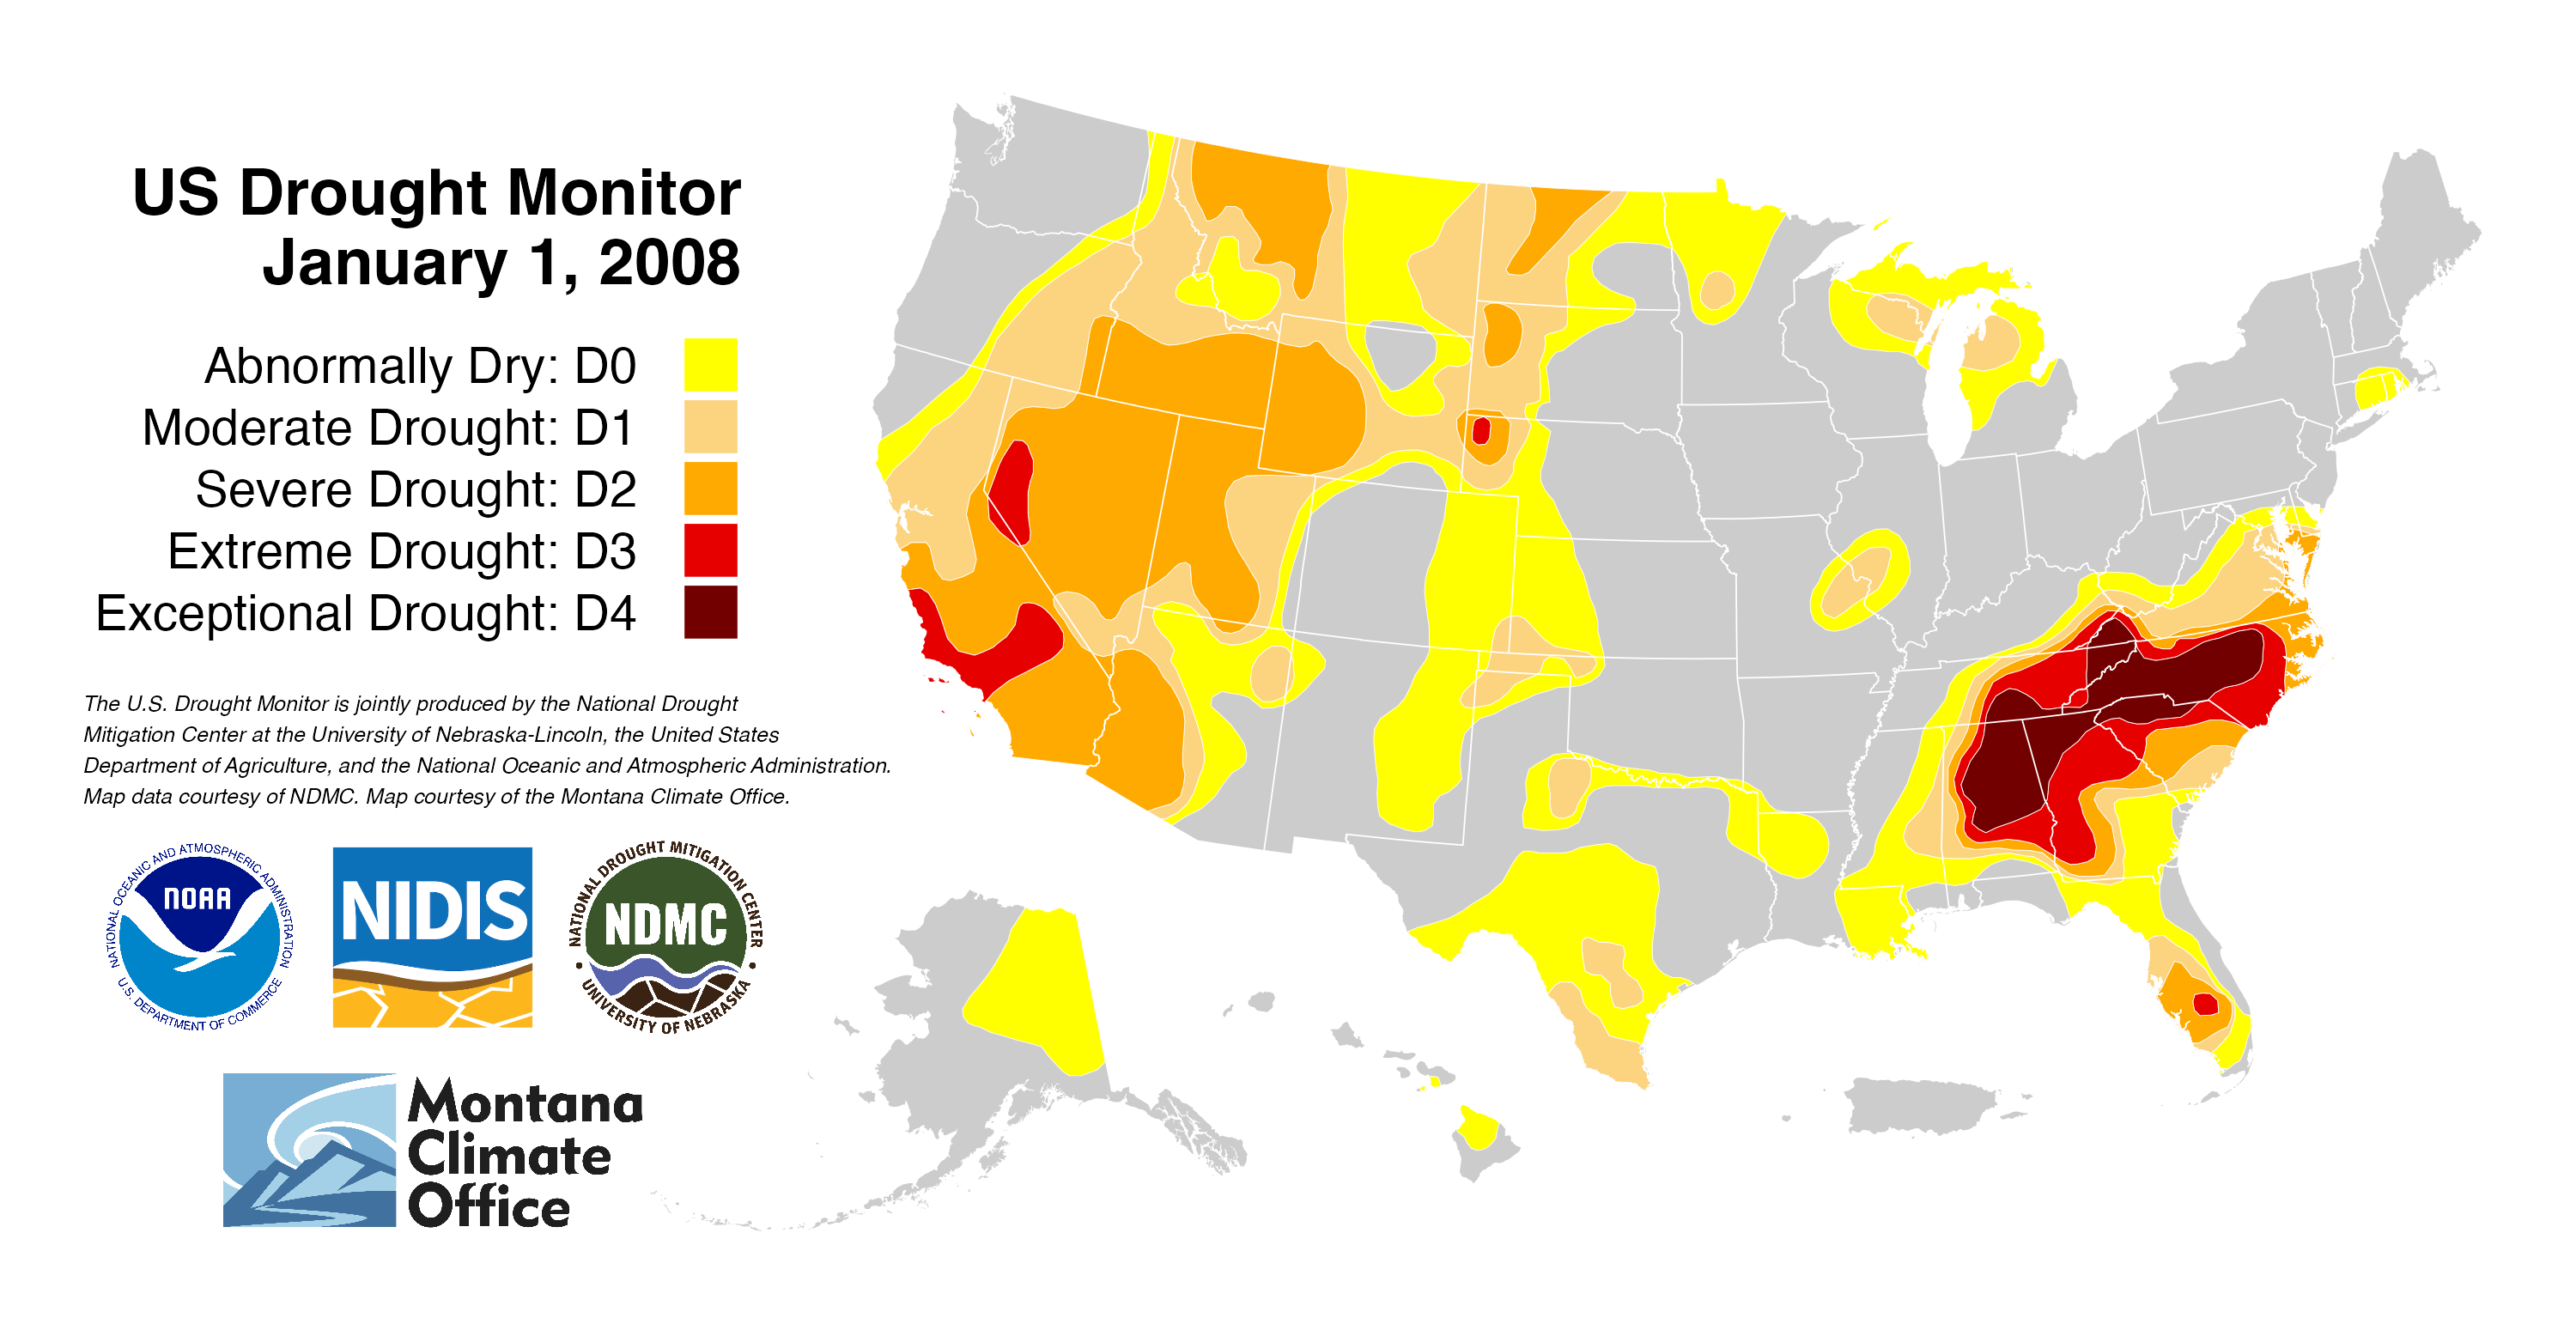 US Drought Monitor
January 1, 2008
Abnormally Dry: D0
Moderate Drought: D1
Severe Drought: D2
Extreme Drought: D3
Exceptional Drought: D4
The U.S. Drought Monitor is jointly produced by the National Drought
Mitigation Center at the University of Nebraska-Lincoln, the United States
Department of Agriculture, and the National Oceanic and Atmospheric Administration.
Map data courtesy of NDMC. Map courtesy of the Montana Climate Office.
NATIONAL OCEANIC AND ATMOSPHERIC ADMINISTRATION
NOAA
U.S. DEPARTMENT OF COMMERCE
NIDIS
NATIONAL DROUGHT MITIGATION CENTER
NDMC
UNIVERSITY OF NEBRASKA
Montana
Climate
Office